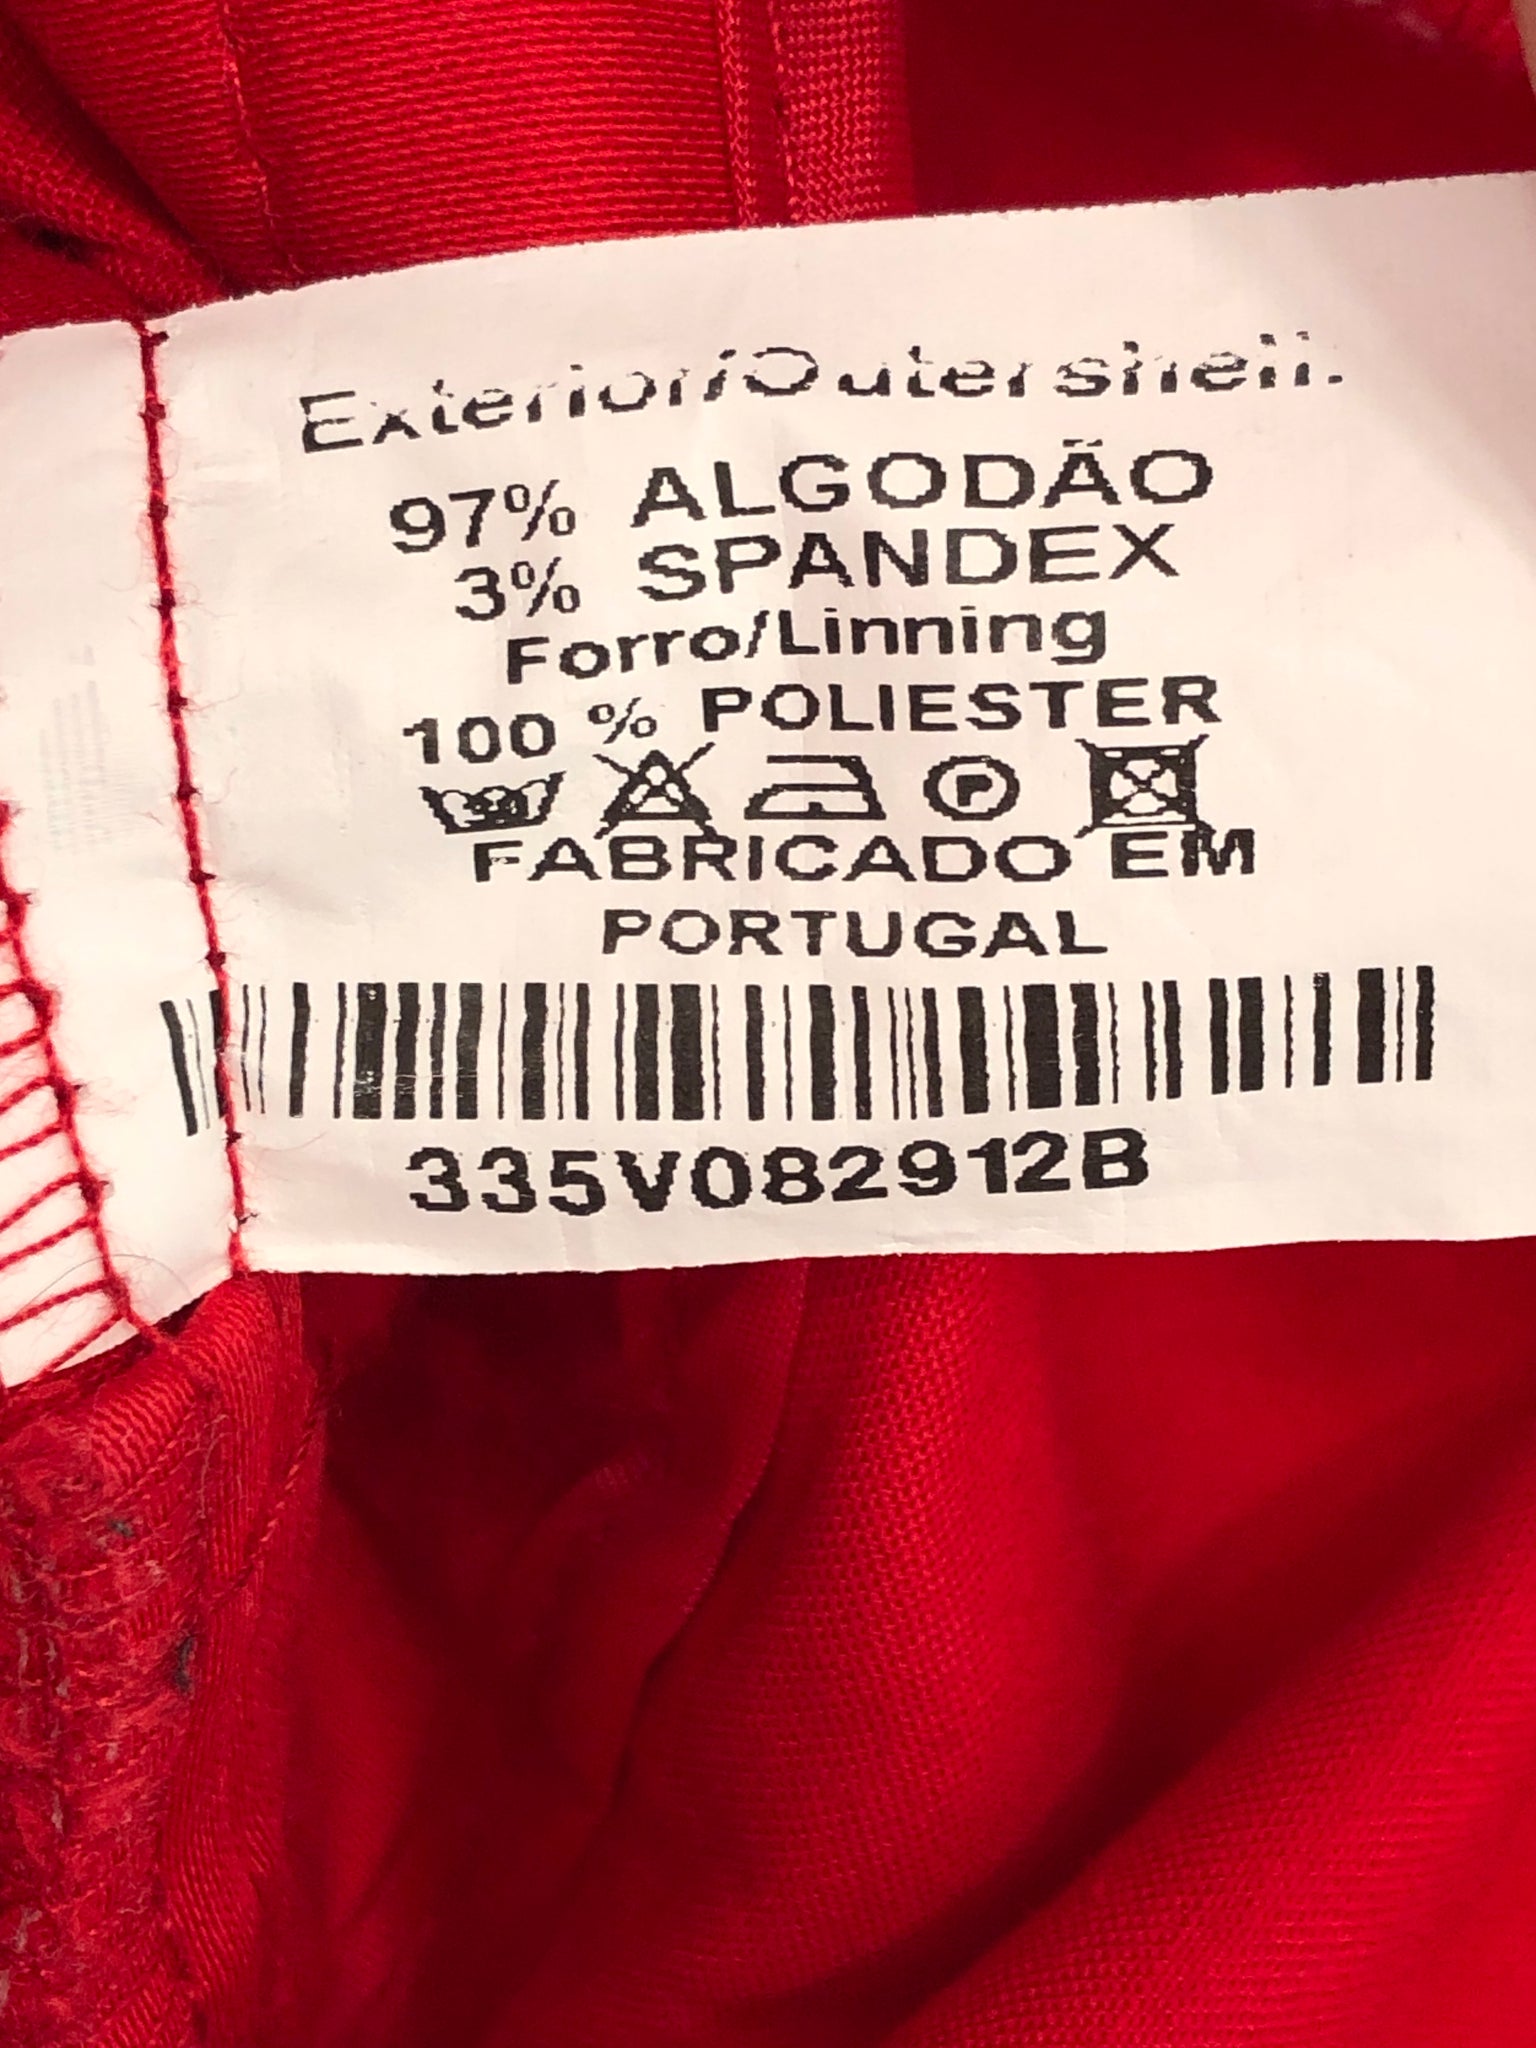 Exterior/Outershell.
97% ALGODÃO
3% SPANDEX
Forro/Linning
100 % POLIESTER
P
FABRICADO EM
PORTUGAL
335V082912B